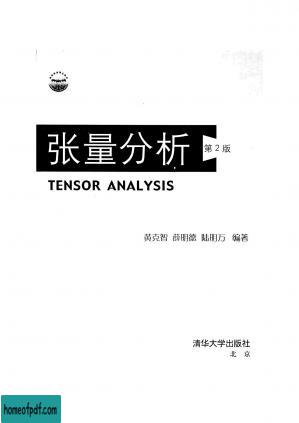 张量分析
第2版
TENSOR ANALYSIS
黄克智 薛明德 陆明万 编著
清华大学出版社
北京
homeofpdf.com